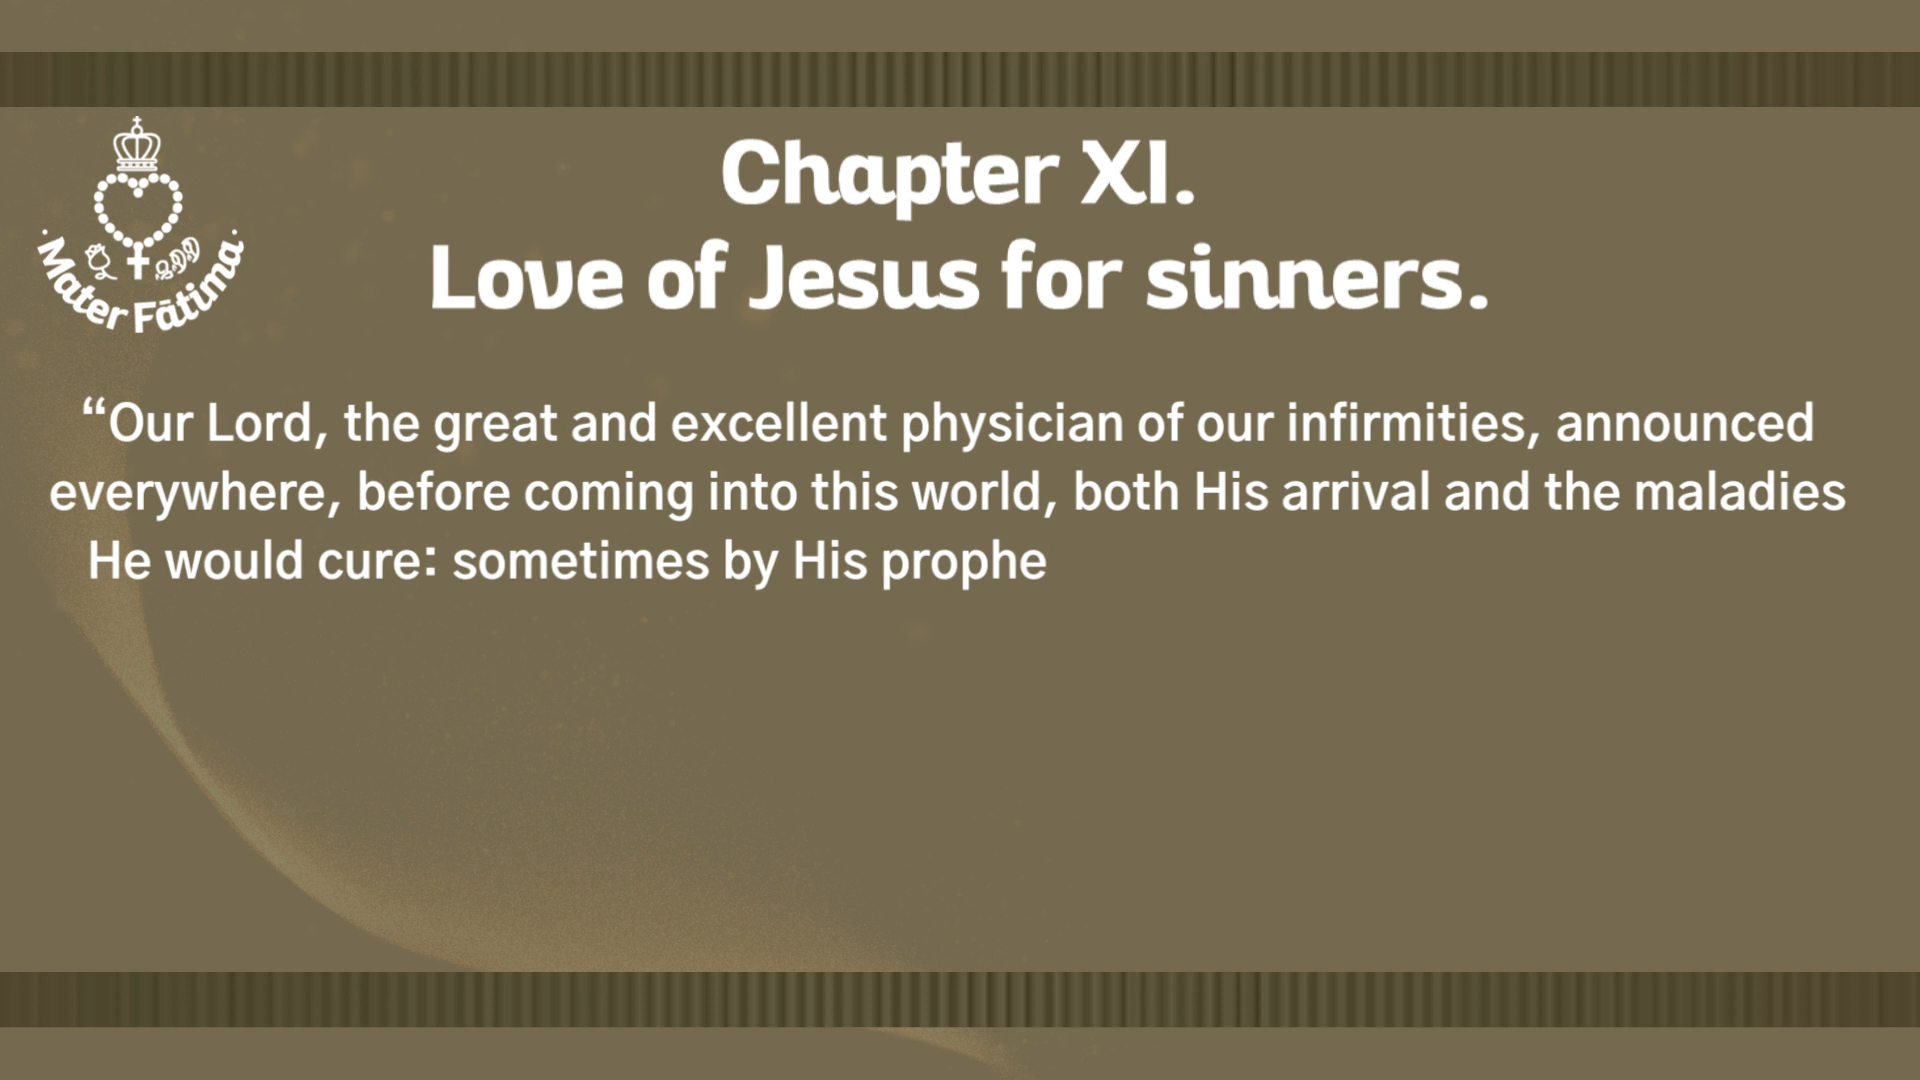 Chapter XI.
Love of Jesus for sinners.
·Mater Fātima·
“Our Lord, the great and excellent physician of our infirmities, announced
everywhere, before coming into this world, both His arrival and the maladies
He would cure: sometimes by His prophe